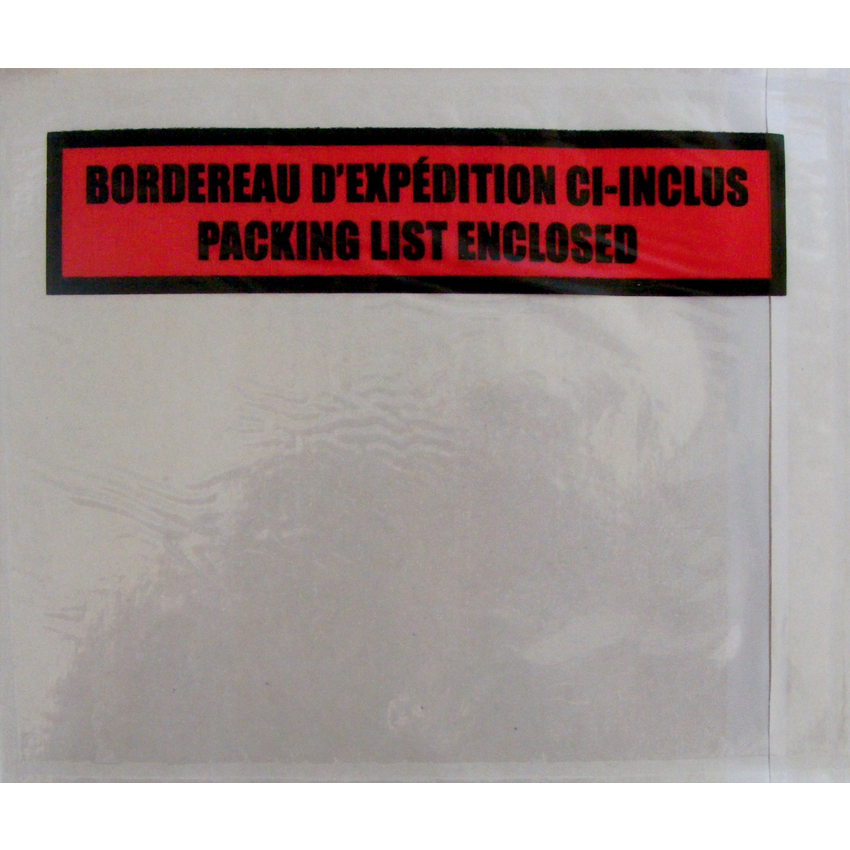 BORDEREAU D'EXPÉDITION CI-INCLUS
PACKING LIST ENCLOSED